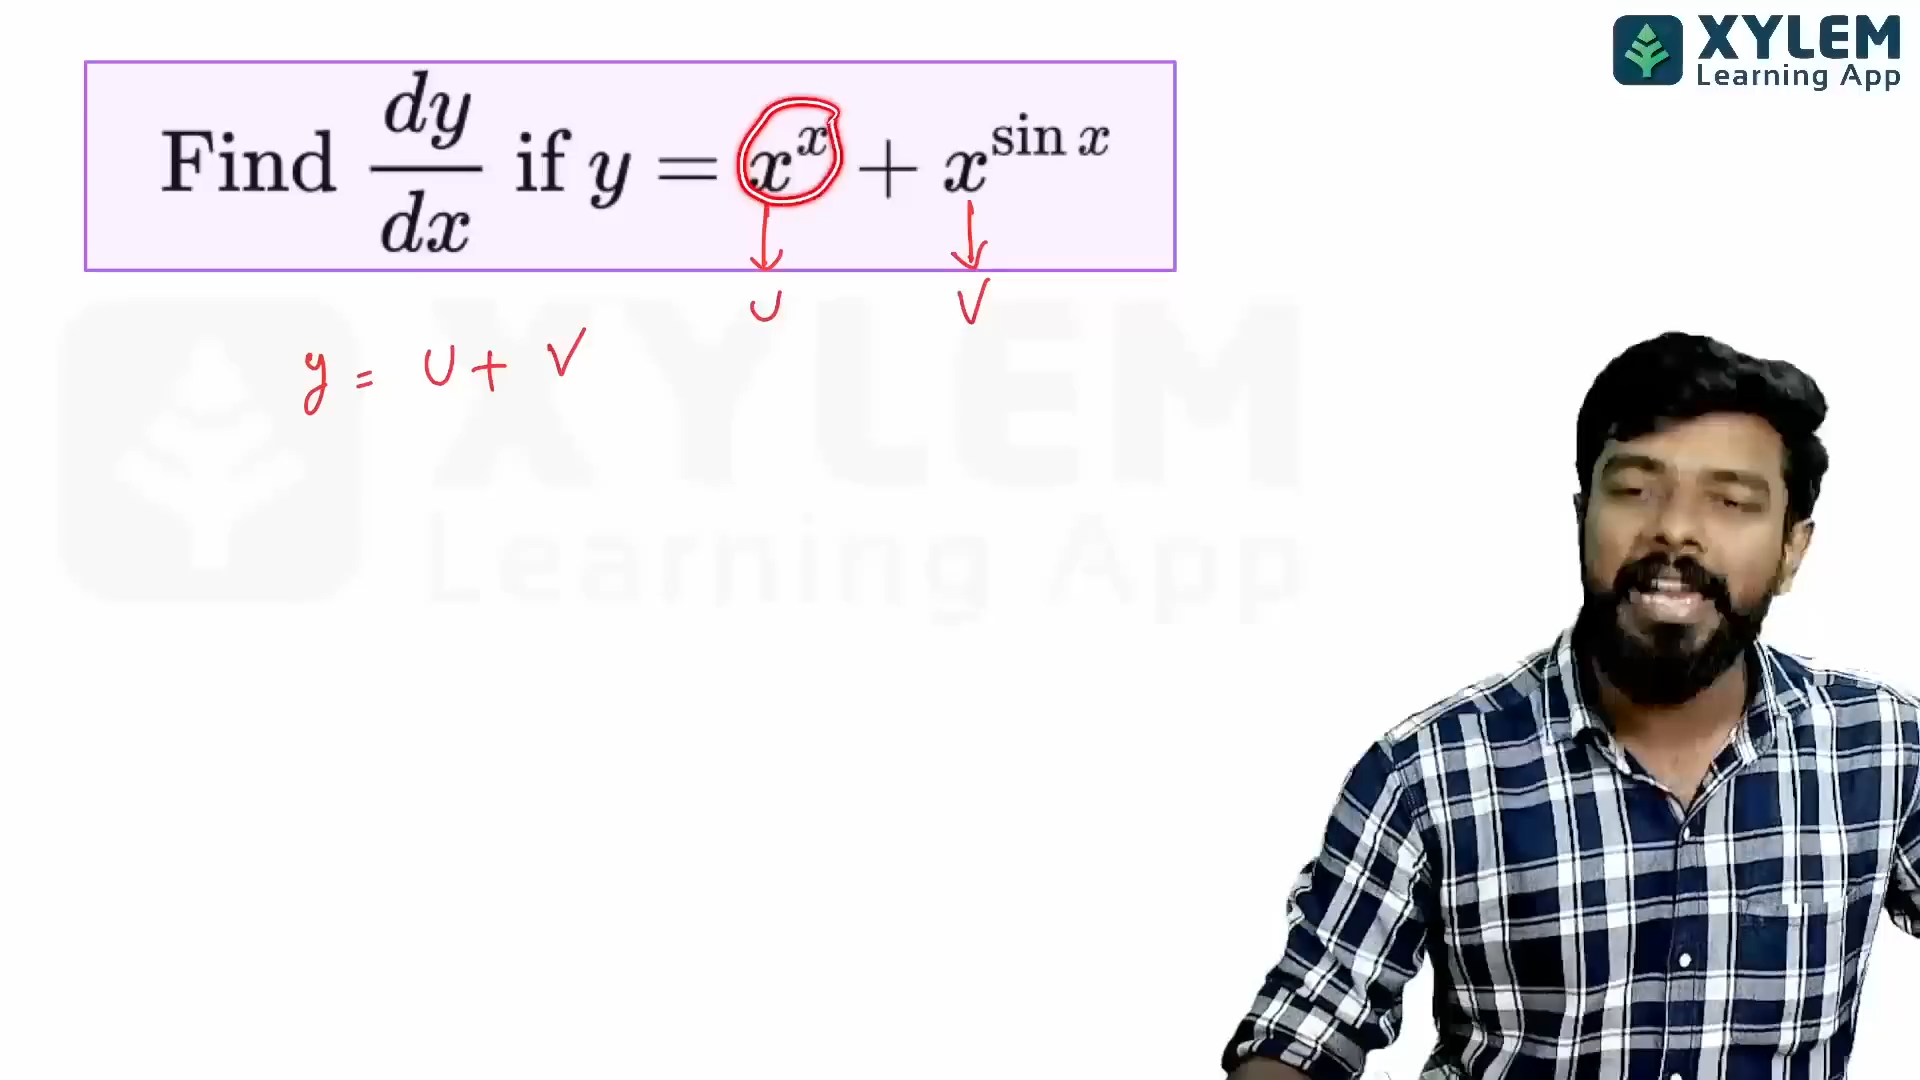 XYLEM
Learning App
Find dy/dx if y = x^x + x^{sin x}
U V
y = U + V
XYLEM
Learning App